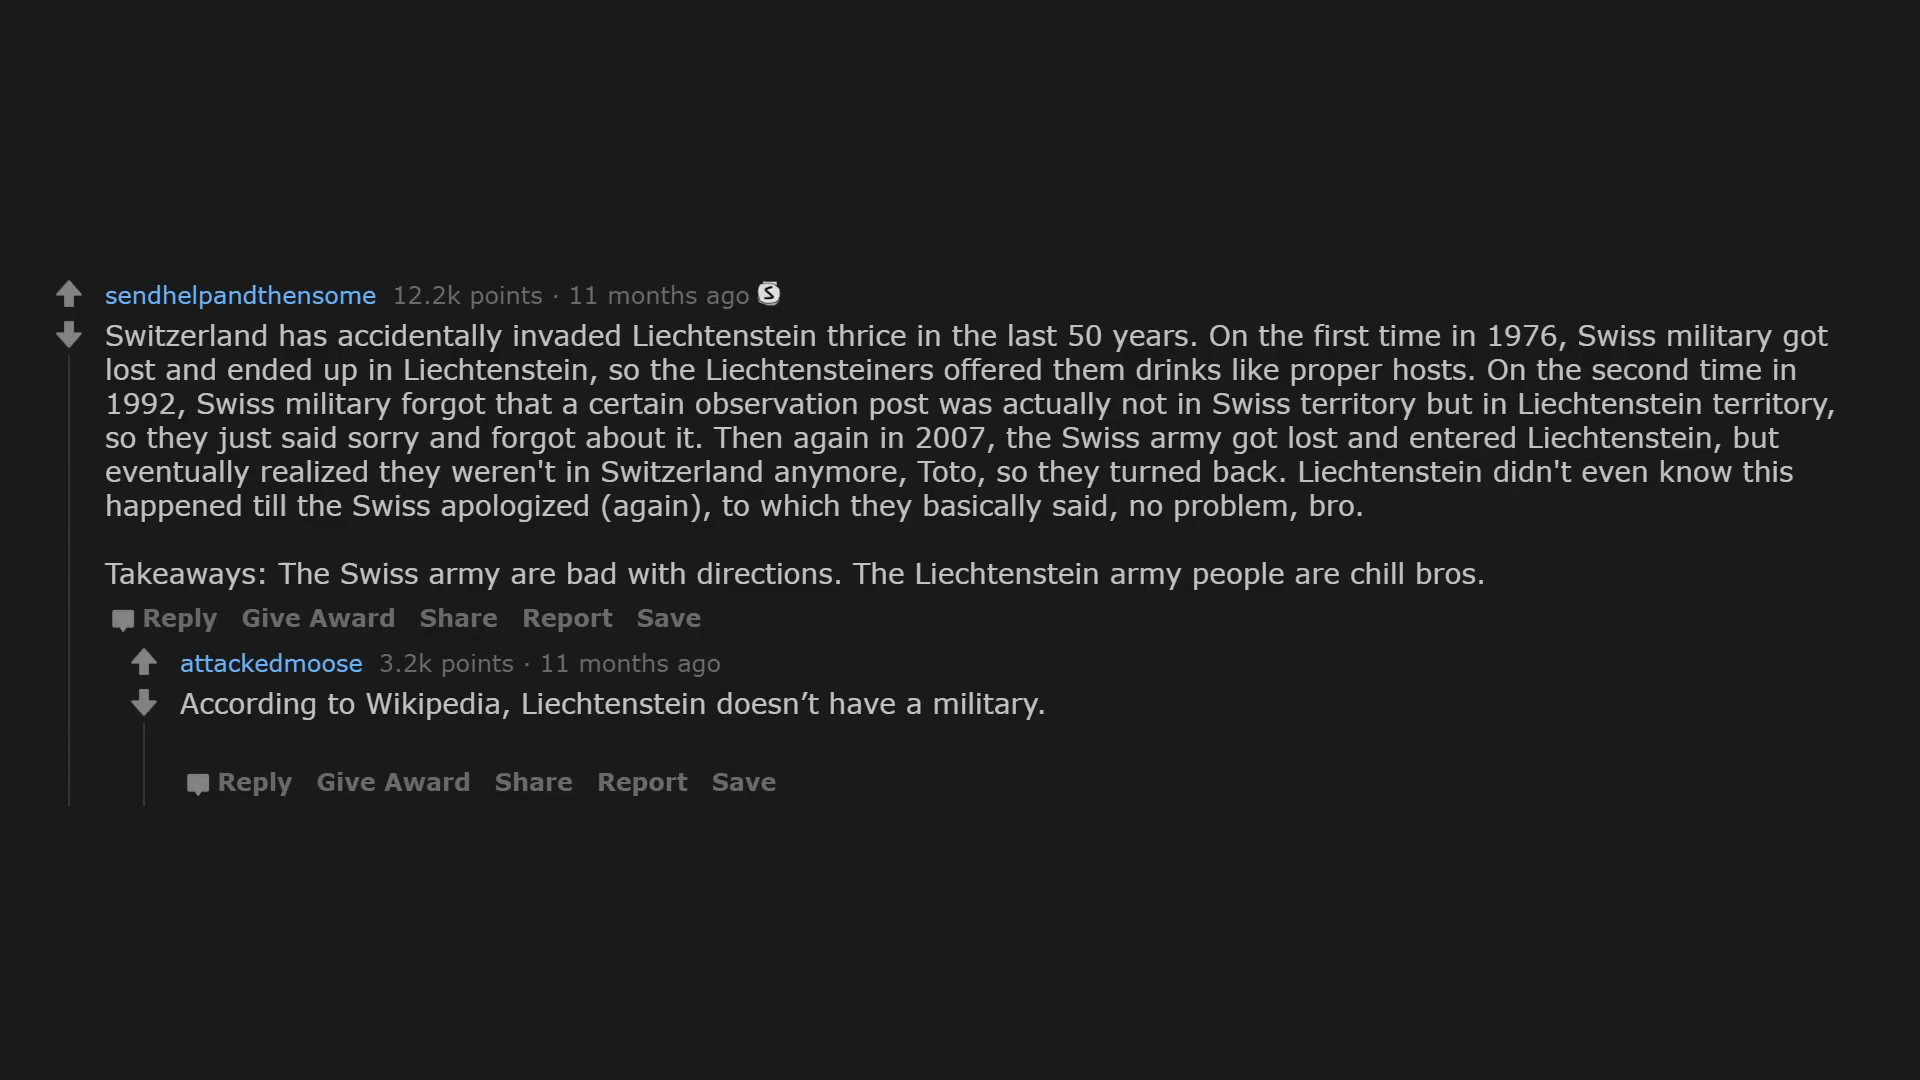 sendhelpandthensome 12.2k points · 11 months ago S
Switzerland has accidentally invaded Liechtenstein thrice in the last 50 years. On the first time in 1976, Swiss military got
lost and ended up in Liechtenstein, so the Liechtensteiners offered them drinks like proper hosts. On the second time in
1992, Swiss military forgot that a certain observation post was actually not in Swiss territory but in Liechtenstein territory,
so they just said sorry and forgot about it. Then again in 2007, the Swiss army got lost and entered Liechtenstein, but
eventually realized they weren't in Switzerland anymore, Toto, so they turned back. Liechtenstein didn't even know this
happened till the Swiss apologized (again), to which they basically said, no problem, bro.
Takeaways: The Swiss army are bad with directions. The Liechtenstein army people are chill bros.
Reply Give Award Share Report Save
attackedmoose 3.2k points · 11 months ago
According to Wikipedia, Liechtenstein doesn’t have a military.
Reply Give Award Share Report Save